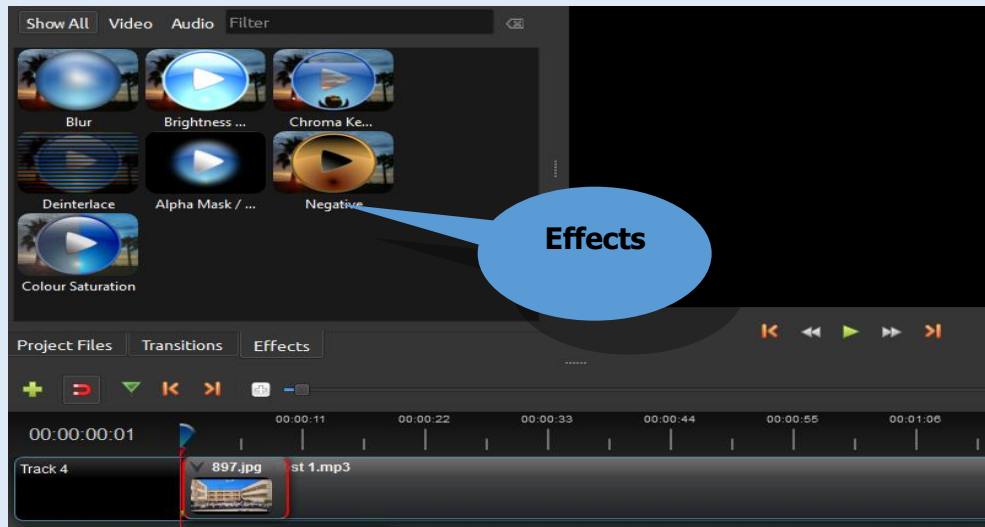 Show All Video Audio Filter
Blur Brightness ... Chroma Ke...
Deinterlace Alpha Mask / ... Negative
Effects
Colour Saturation
Project Files Transitions Effects
00:00:11 00:00:22 00:00:33 00:00:44 00:00:55 00:01:06
00:00:00:01
Track 4 897.jpg st 1.mp3